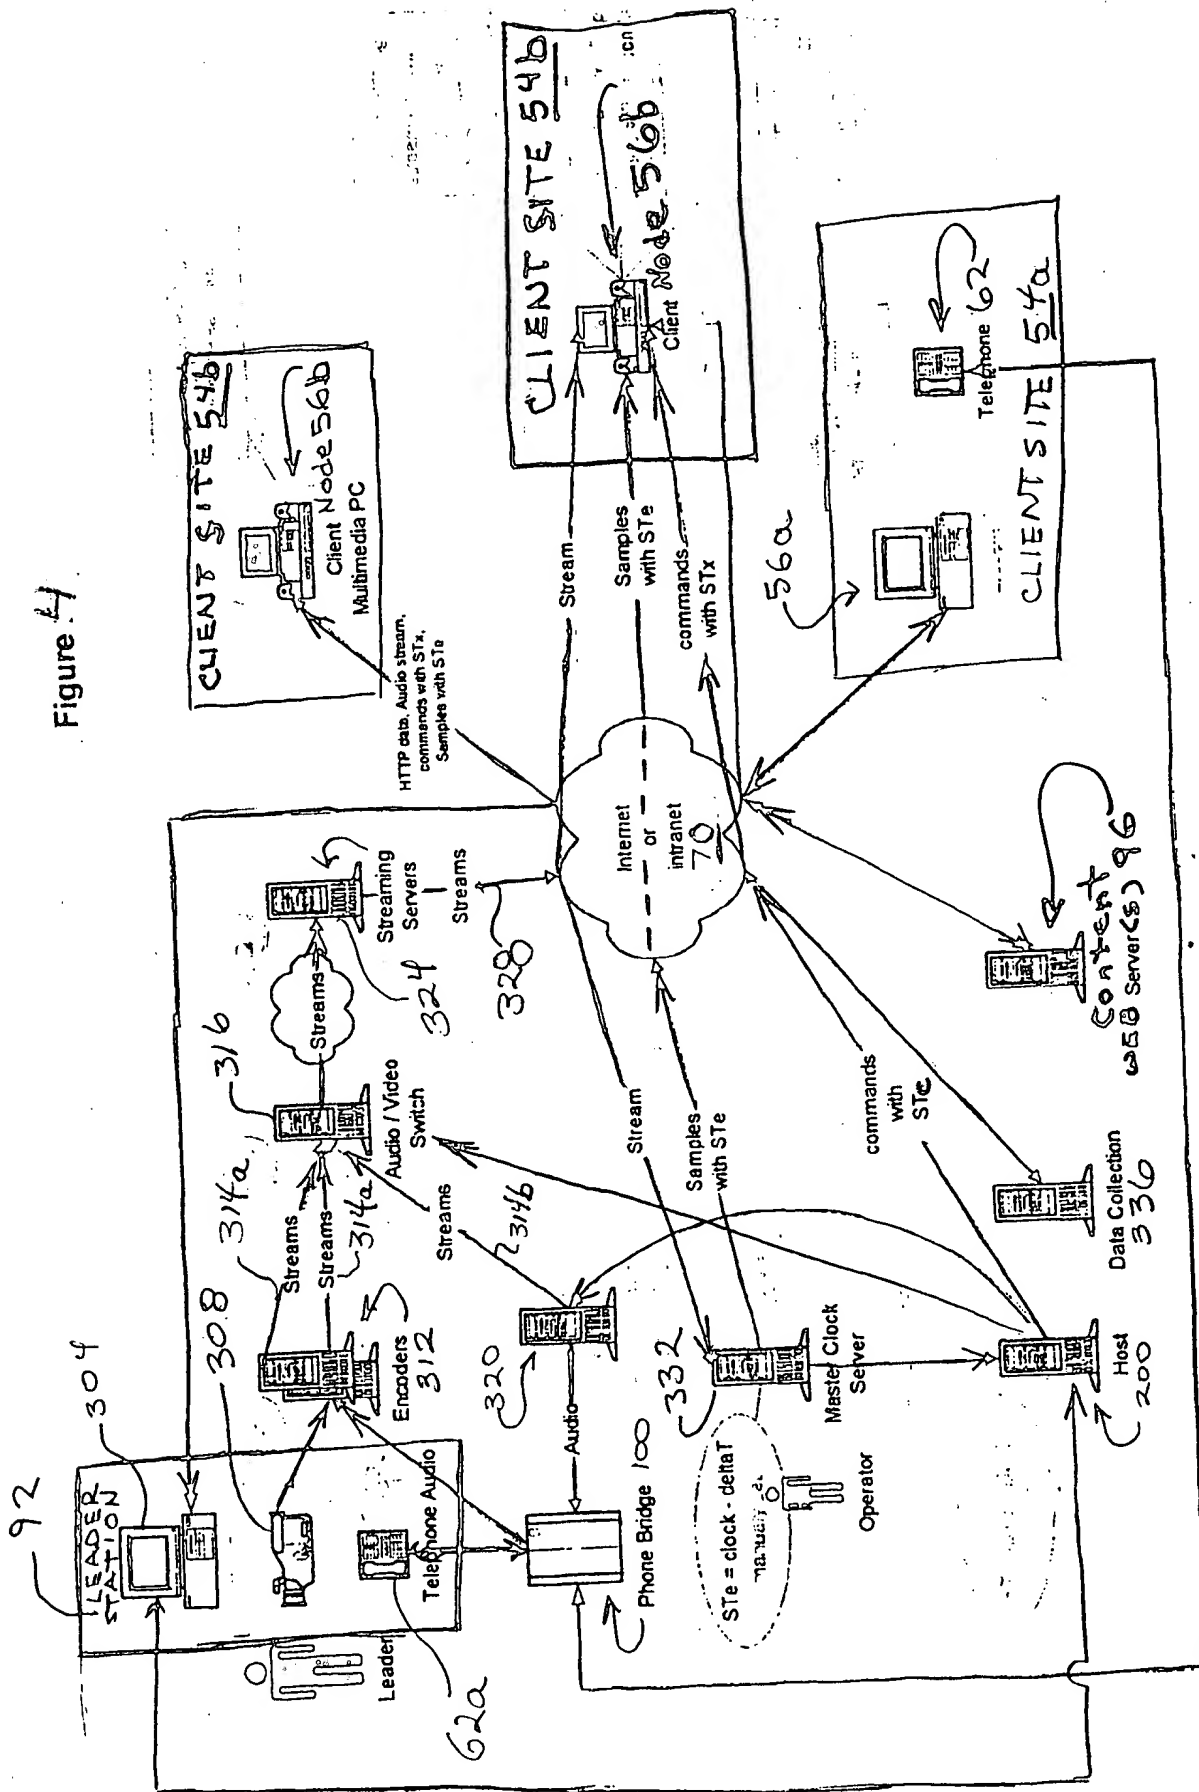 Figure 4
92
LEADER
STATION
304
308
Leader
62a
Telephone Audio
Encoders
312
314a
Streams
Streams
314a
316
Audio / Video
Switch
Streams
324
Streaming
Servers
Streams
328
Streams
314b
320
Audio
Phone Bridge 100
STe = clock - deltaT
Operator
332
Master Clock
Server
Host
200
Data Collection
336
Content
WEB Server(s) 96
commands
with
STc
Samples
with STe
Stream
Internet
or
intranet
70
HTTP data, Audio stream,
commands with STx,
Samples with STe
CLIENT SITE 54b
Client Node 56b
Multimedia PC
Stream
Samples
with STe
commands
with STx
CLIENT SITE 54b
Client Node 56b
56a
Telephone 62
CLIENT SITE 54a